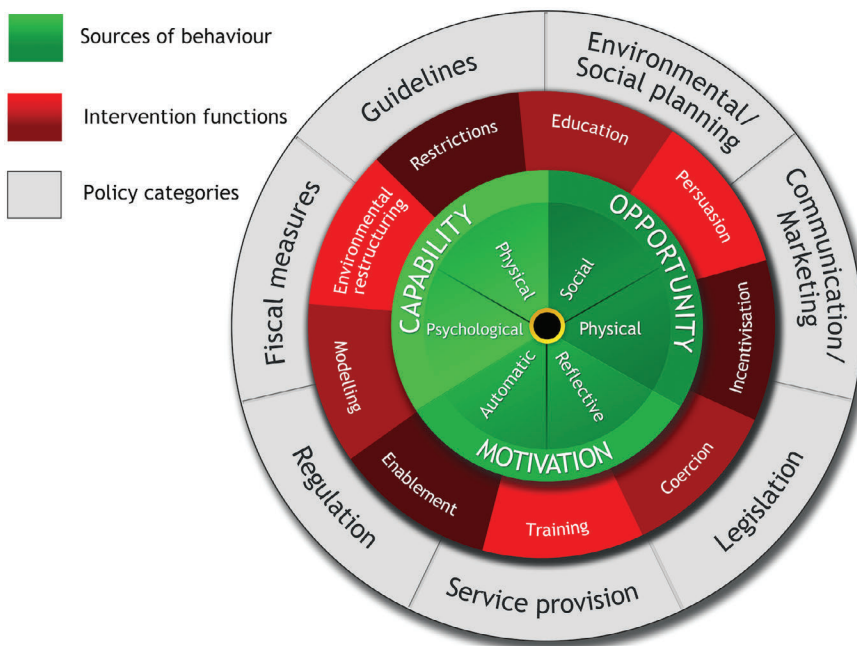 Sources of behaviour
Intervention functions
Policy categories
Guidelines
Environmental/
Social planning
Communication/
Marketing
Legislation
Service provision
Regulation
Fiscal measures
Restrictions
Education
Persuasion
Incentivisation
Coercion
Training
Enablement
Modelling
Environmental
restructuring
CAPABILITY
OPPORTUNITY
MOTIVATION
Physical
Social
Psychological
Physical
Automatic
Reflective